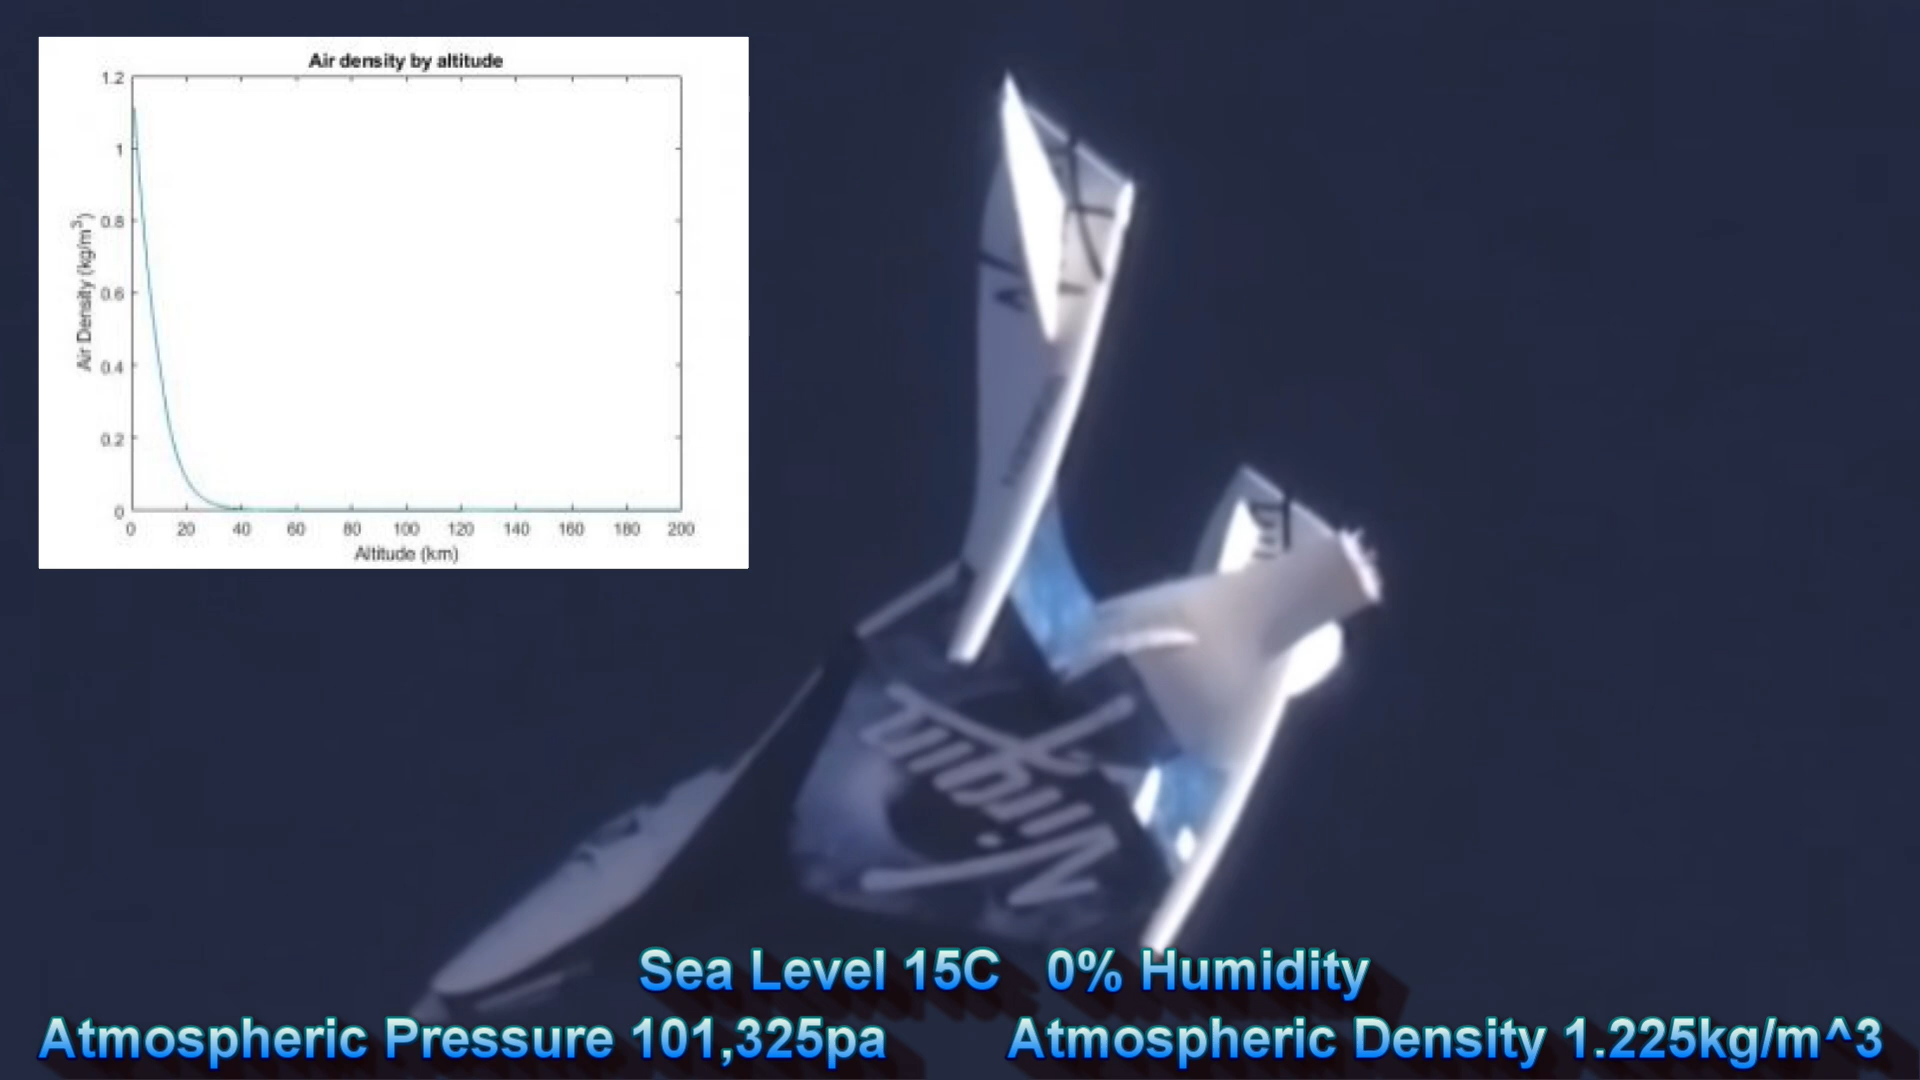 Air density by altitude
1.2
1
0.8
0.6
0.4
0.2
0
Air Density (kg/m³)
0 20 40 60 80 100 120 140 160 180 200
Altitude (km)
Virgin
Sea Level 15C 0% Humidity
Atmospheric Pressure 101,325pa Atmospheric Density 1.225kg/m^3